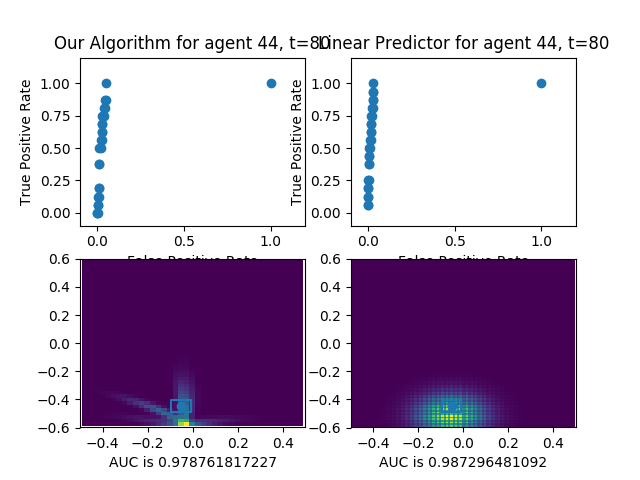 Our Algorithm for agent 44, t=80
Linear Predictor for agent 44, t=80
True Positive Rate
1.00
0.75
0.50
0.25
0.00
0.0 0.5 1.0
False Positive Rate
True Positive Rate
1.00
0.75
0.50
0.25
0.00
0.0 0.5 1.0
False Positive Rate
0.6
0.4
0.2
0.0
−0.2
−0.4
−0.6
−0.4 −0.2 0.0 0.2 0.4
AUC is 0.978761817227
0.6
0.4
0.2
0.0
−0.2
−0.4
−0.6
−0.4 −0.2 0.0 0.2 0.4
AUC is 0.987296481092